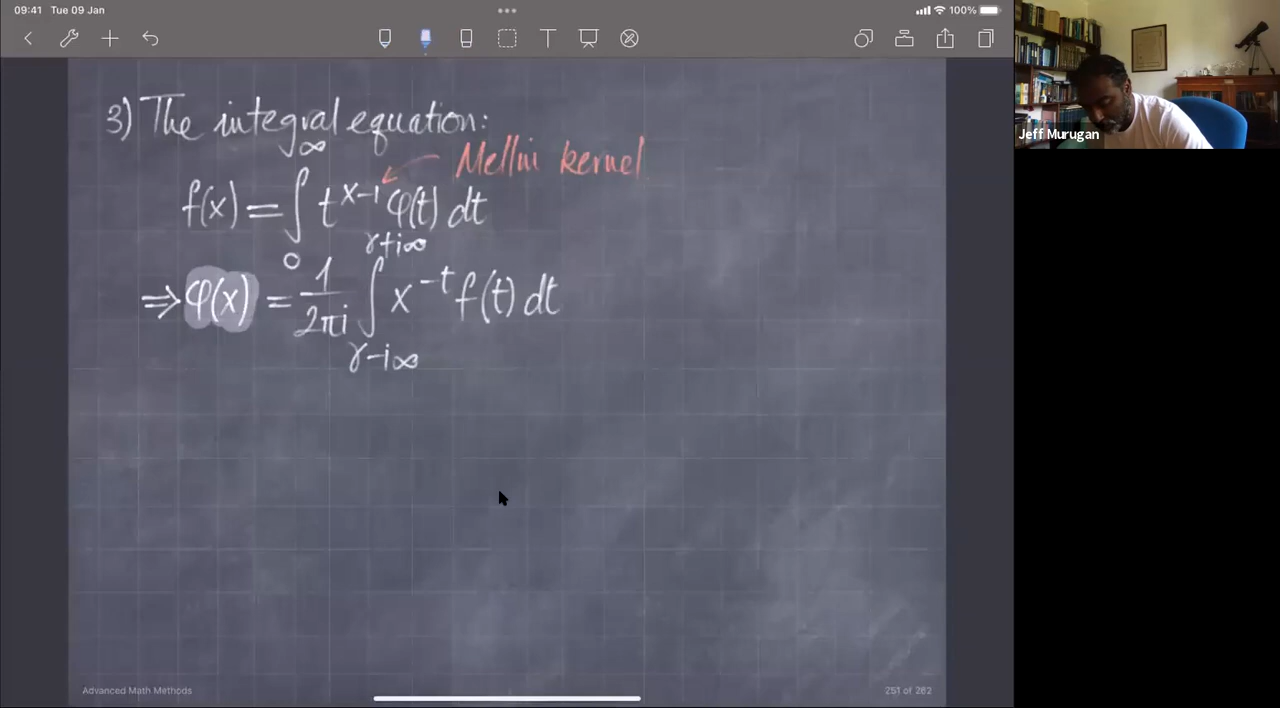 09:41 Tue 09 Jan
100%
Jeff Murugan
3) The integral equation:
Mellin kernel
f(x) = ∫₀^∞ t^{x-1} φ(t) dt
⇒ φ(x) = 1/2πi ∫_{γ-i∞}^{γ+i∞} x^{-t} f(t) dt
Advanced Math Methods
251 of 262